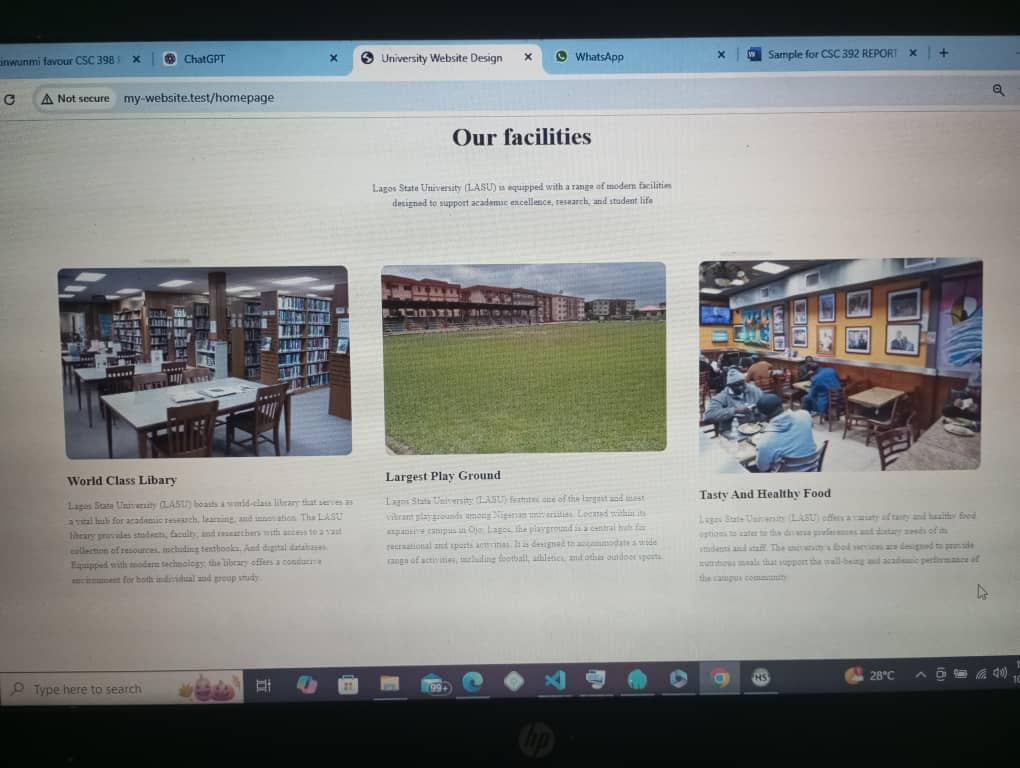 inwunmi favour CSC 398
ChatGPT
University Website Design
WhatsApp
Sample for CSC 392 REPORT
Not secure
my-website.test/homepage
Our facilities
Lagos State University (LASU) is equipped with a range of modern facilities
designed to support academic excellence, research, and student life
World Class Libary
Lagos State University (LASU) boasts a world-class library that serves as
a vital hub for academic research, learning, and innovation. The LASU
library provides students, faculty, and researchers with access to a vast
collection of resources, including textbooks. And digital databases.
Equipped with modern technology, the library offers a conducive
environment for both individual and group study.
Largest Play Ground
Lagos State University (LASU) features one of the largest and most
vibrant playgrounds among Nigerian universities. Located within its
expansive campus in Ojo, Lagos, the playground is a central hub for
recreational and sports activities. It is designed to accommodate a wide
range of activities, including football, athletics, and other outdoor sports.
Tasty And Healthy Food
Lagos State University (LASU) offers a variety of tasty and healthy food
options to cater to the diverse preferences and dietary needs of its
students and staff. The university's food services are designed to provide
nutritious meals that support the well-being and academic performance of
the campus community.
Type here to search
99+
NS
28°C
hp